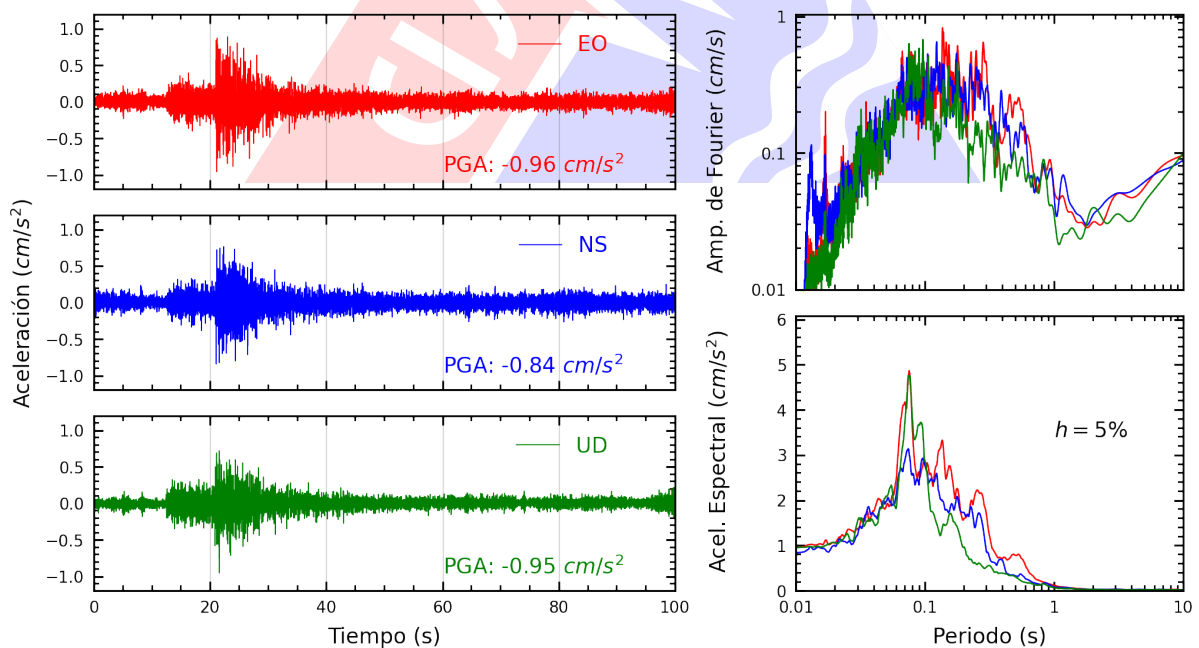 Aceleración (cm/s²)
1.0
0.5
0.0
−0.5
−1.0
EO
PGA: -0.96 cm/s²
1.0
0.5
0.0
−0.5
−1.0
NS
PGA: -0.84 cm/s²
1.0
0.5
0.0
−0.5
−1.0
UD
PGA: -0.95 cm/s²
0 20 40 60 80 100
Tiempo (s)
Amp. de Fourier (cm/s)
1
0.1
0.01
Acel. Espectral (cm/s²)
6
5
4
3
2
1
0
h = 5%
0.01 0.1 1 10
Periodo (s)